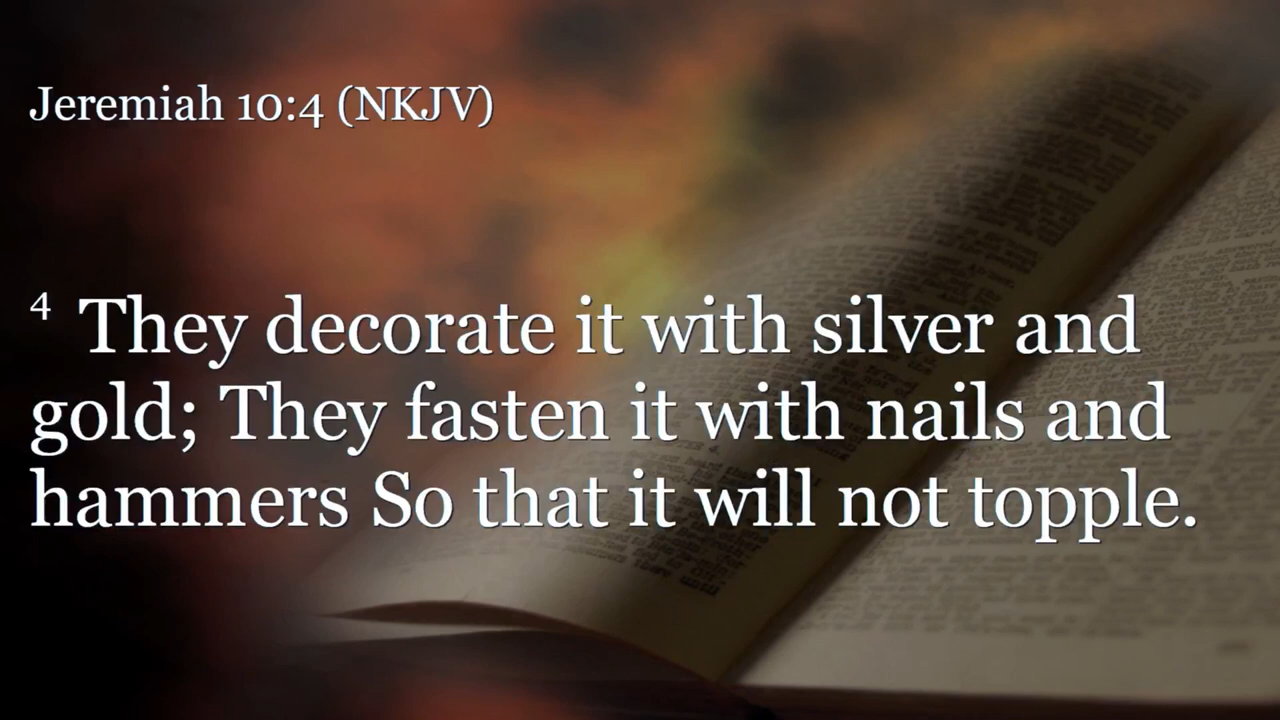 Jeremiah 10:4 (NKJV)
4 They decorate it with silver and
gold; They fasten it with nails and
hammers So that it will not topple.